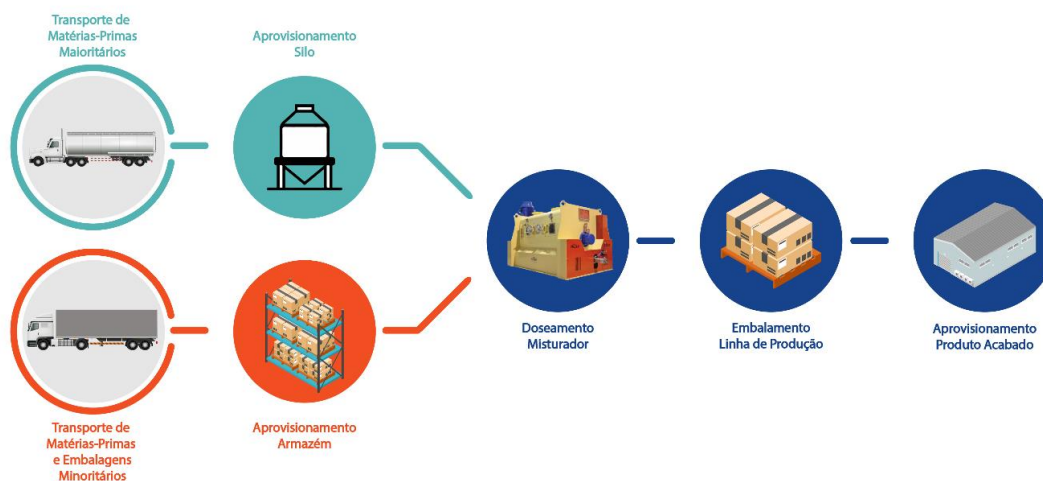 Transporte de
Matérias-Primas
Maioritários
Aprovisionamento
Silo
Doseamento
Misturador
Embalamento
Linha de Produção
Aprovisionamento
Produto Acabado
Transporte de
Matérias-Primas
e Embalagens
Minoritários
Aprovisionamento
Armazém